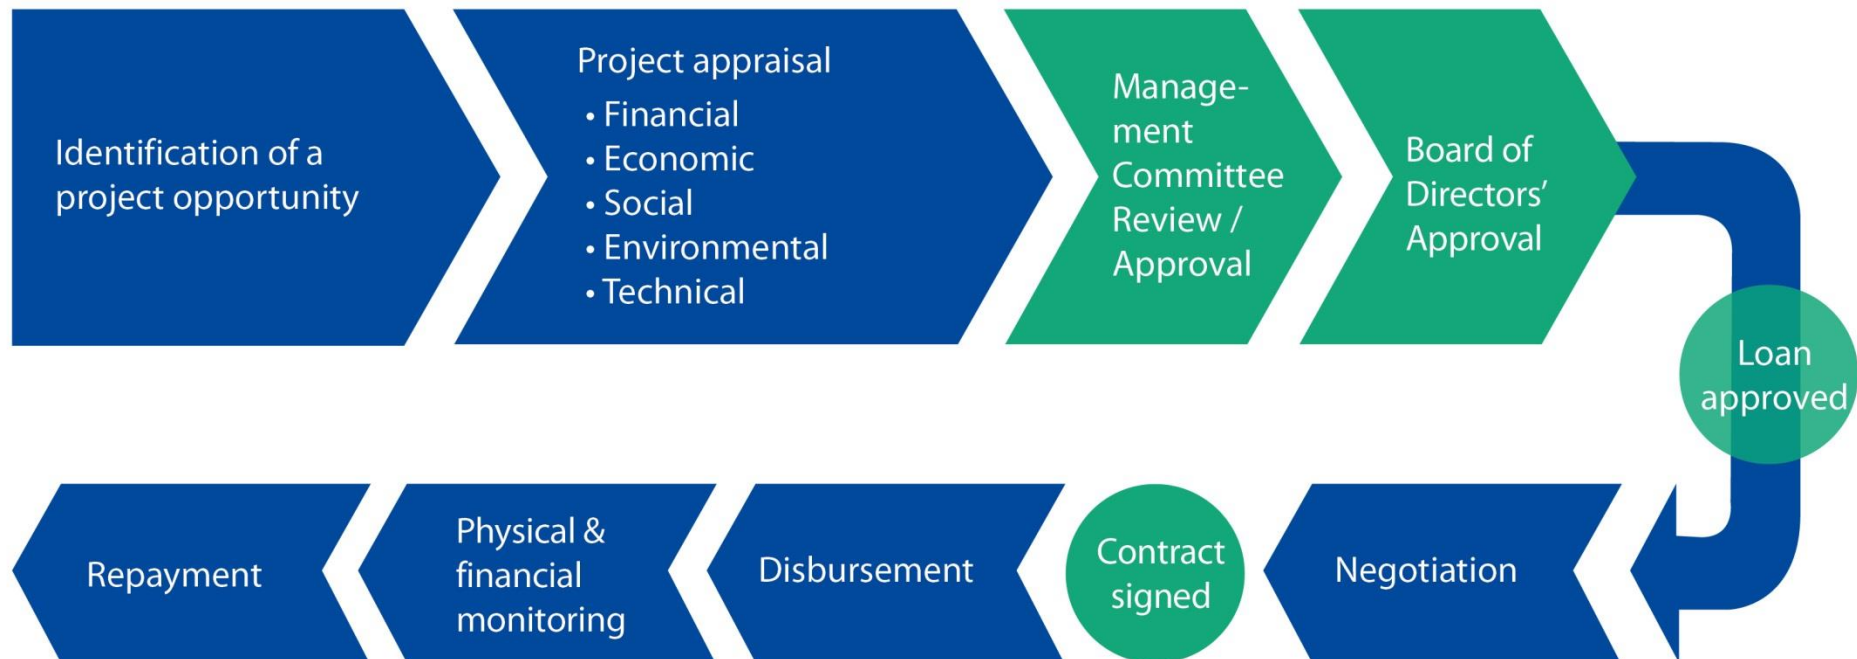 Identification of a
project opportunity
Project appraisal
• Financial
• Economic
• Social
• Environmental
• Technical
Manage-
ment
Committee
Review /
Approval
Board of
Directors’
Approval
Loan
approved
Negotiation
Contract
signed
Disbursement
Physical &
financial
monitoring
Repayment